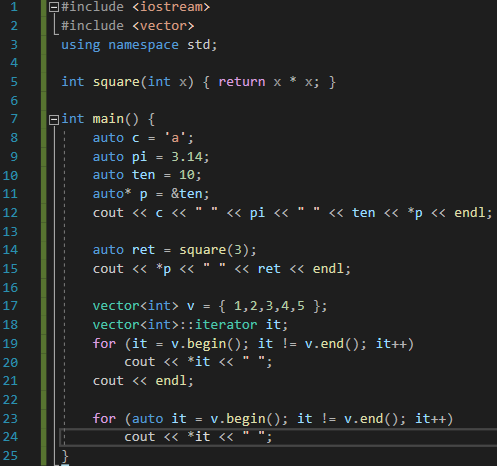 1 #include <iostream>
2 #include <vector>
3 using namespace std;
4
5 int square(int x) { return x * x; }
6
7 int main() {
8 auto c = 'a';
9 auto pi = 3.14;
10 auto ten = 10;
11 auto* p = &ten;
12 cout << c << " " << pi << " " << ten << *p << endl;
13
14 auto ret = square(3);
15 cout << *p << " " << ret << endl;
16
17 vector<int> v = { 1,2,3,4,5 };
18 vector<int>::iterator it;
19 for (it = v.begin(); it != v.end(); it++)
20 cout << *it << " ";
21 cout << endl;
22
23 for (auto it = v.begin(); it != v.end(); it++)
24 cout << *it << " ";
25 }